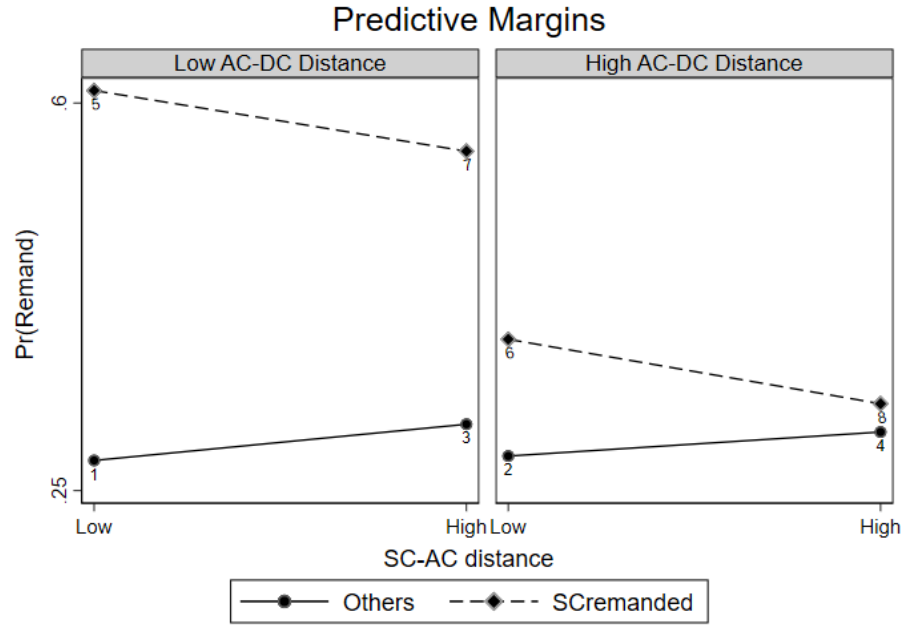 Predictive Margins
Low AC-DC Distance
High AC-DC Distance
Pr(Remand)
.6
.25
5
7
1
3
6
8
2
4
Low
High
Low
High
SC-AC distance
Others
SCremanded